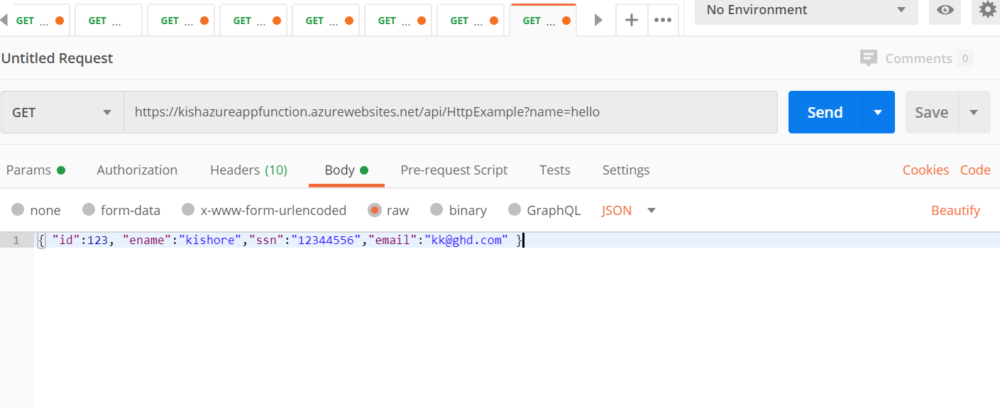 GET ... GET ... GET ... GET ... GET ... GET ... GET ... GET ... + ••• No Environment
Untitled Request Comments 0
GET https://kishazureappfunction.azurewebsites.net/api/HttpExample?name=hello Send Save
Params Authorization Headers (10) Body Pre-request Script Tests Settings Cookies Code
none form-data x-www-form-urlencoded raw binary GraphQL JSON Beautify
1 { "id":123, "ename":"kishore","ssn":"12344556","email":"kk@ghd.com" }